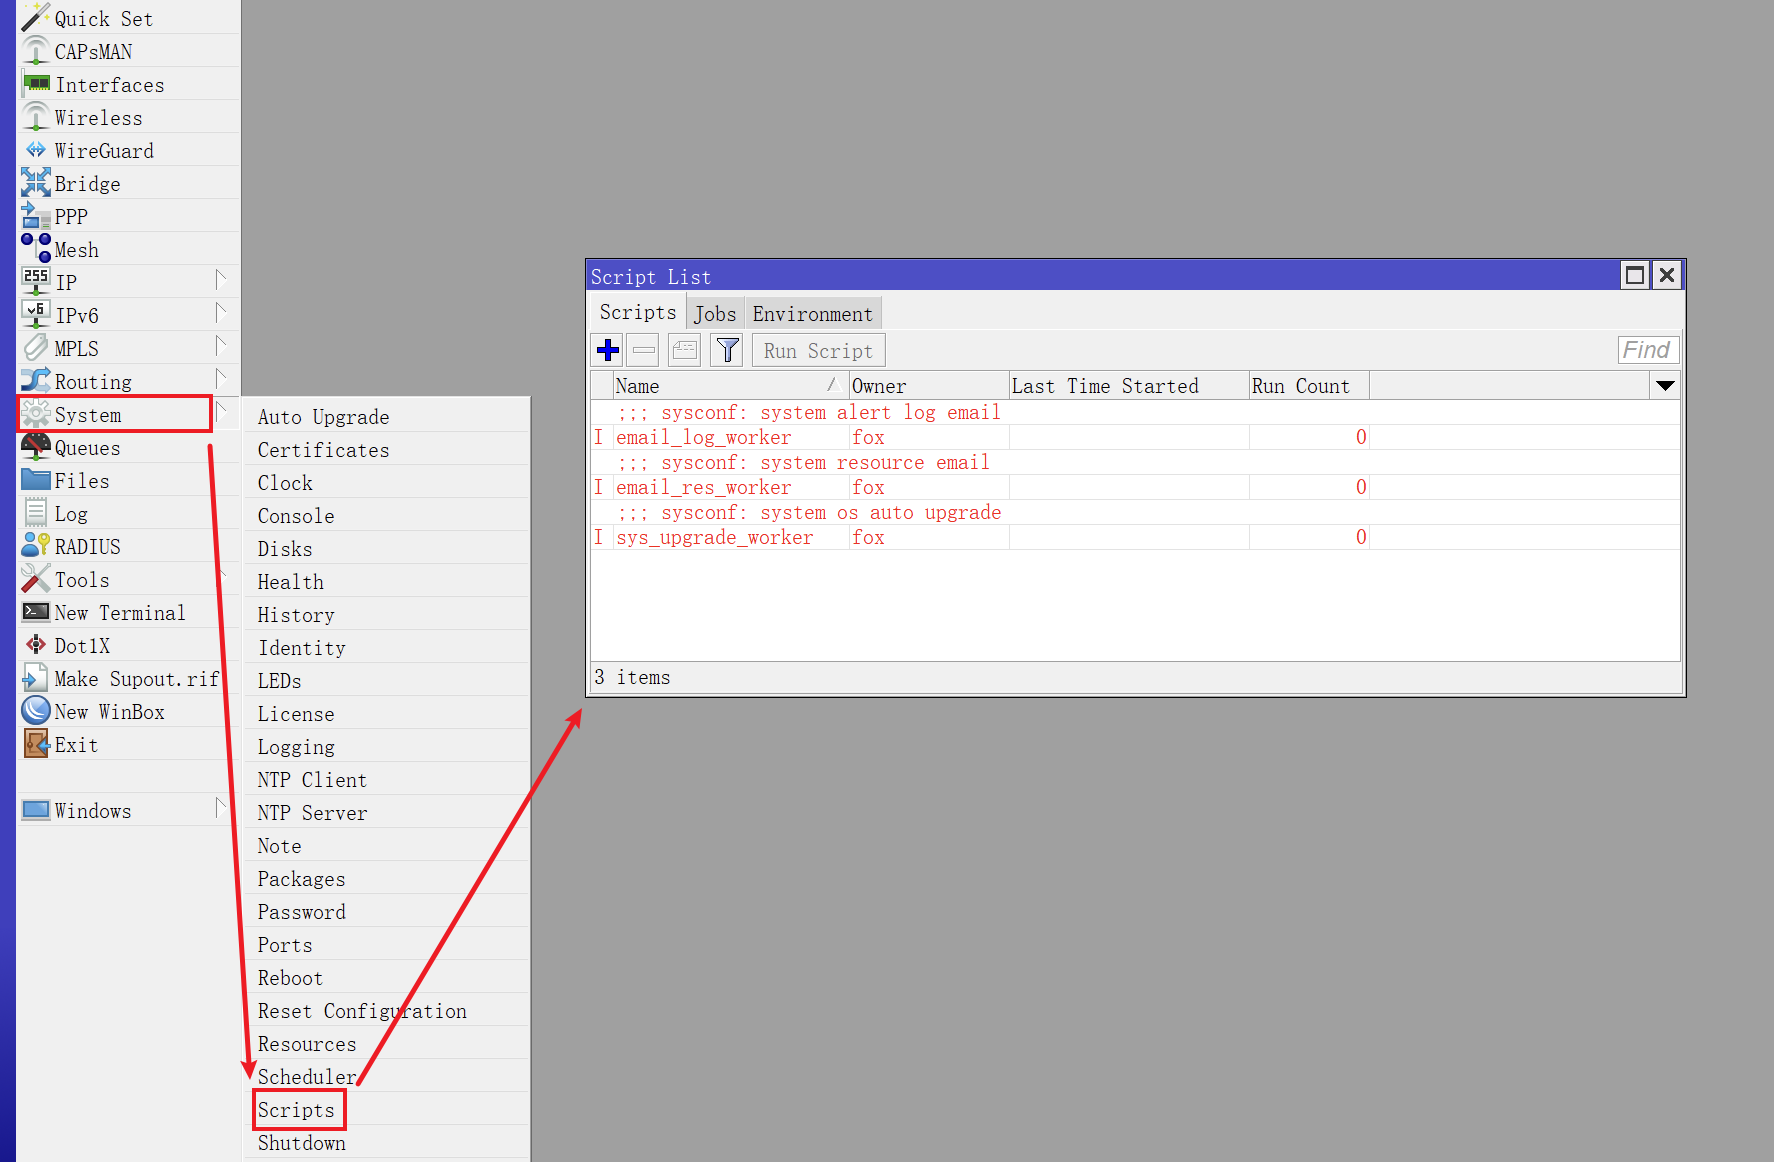 Quick Set
CAPsMAN
Interfaces
Wireless
WireGuard
Bridge
PPP
Mesh
255
IP
v6
IPv6
MPLS
Routing
System
Queues
Files
Log
RADIUS
Tools
New Terminal
Dot1X
Make Supout.rif
New WinBox
Exit
Windows
Auto Upgrade
Certificates
Clock
Console
Disks
Health
History
Identity
LEDs
License
Logging
NTP Client
NTP Server
Note
Packages
Password
Ports
Reboot
Reset Configuration
Resources
Scheduler
Scripts
Shutdown
Script List
Scripts Jobs Environment
Run Script Find
Name Owner Last Time Started Run Count
;;; sysconf: system alert log email
I email_log_worker fox 0
;;; sysconf: system resource email
I email_res_worker fox 0
;;; sysconf: system os auto upgrade
I sys_upgrade_worker fox 0
3 items